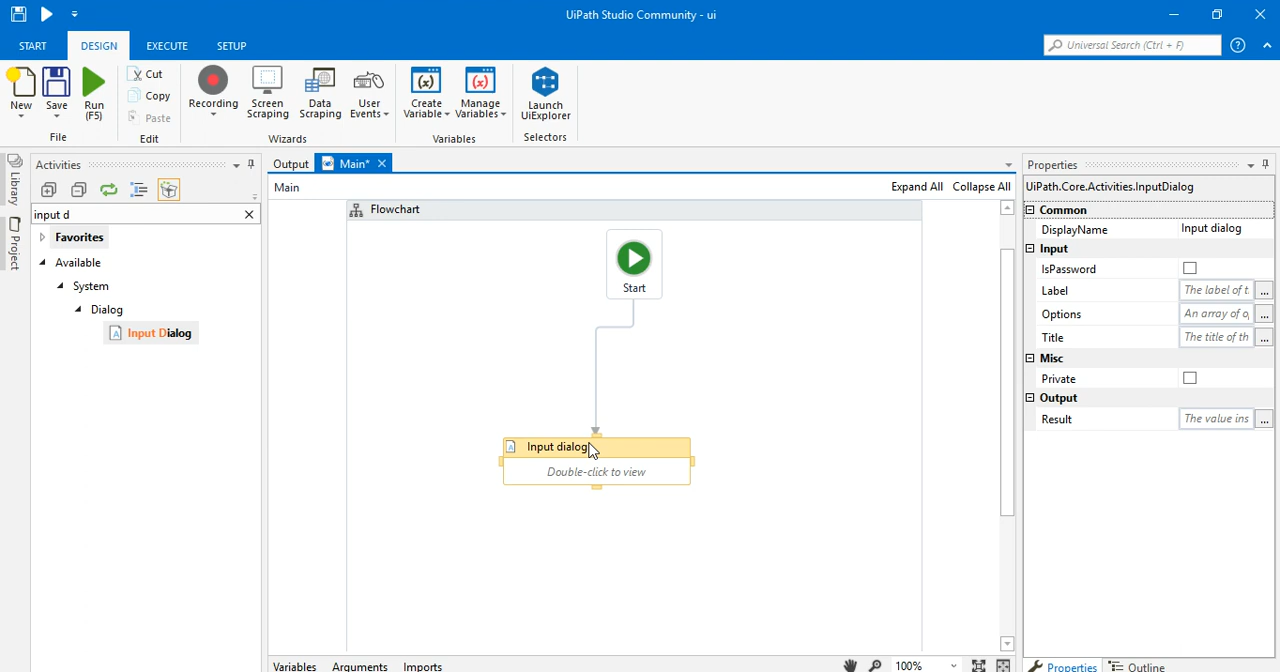 UiPath Studio Community - ui
START DESIGN EXECUTE SETUP
Universal Search (Ctrl + F)
New Save Run (F5)
Cut
Copy
Paste
Recording Screen Scraping Data Scraping User Events
Create Variable Manage Variables
Launch UiExplorer
File Edit Wizards Variables Selectors
Library
Project
Activities
input d
Favorites
Available
System
Dialog
Input Dialog
Output Main*
Main
Expand All Collapse All
Flowchart
Start
Input dialog
Double-click to view
Variables Arguments Imports
100%
Properties
UiPath.Core.Activities.InputDialog
Common
DisplayName Input dialog
Input
IsPassword
Label The label of t ...
Options An array of o ...
Title The title of th ...
Misc
Private
Output
Result The value ins ...
Properties Outline